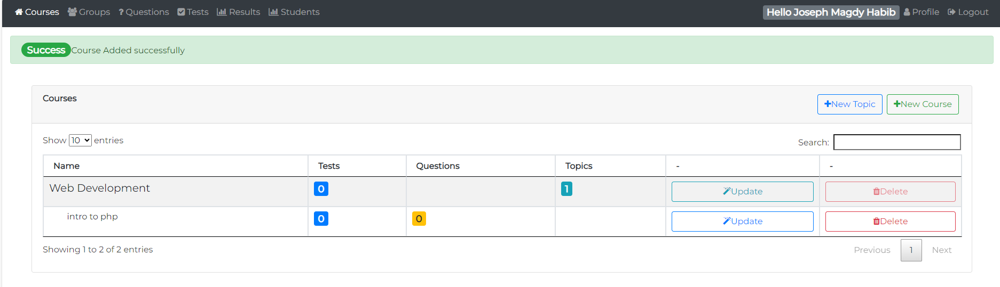 Courses Groups ? Questions Tests Results Students Hello Joseph Magdy Habib Profile Logout
Success Course Added successfully
Courses
+New Topic +New Course
Show 10 entries Search:
Name Tests Questions Topics - -
Web Development 0 1 Update Delete
intro to php 0 0 Update Delete
Showing 1 to 2 of 2 entries Previous 1 Next